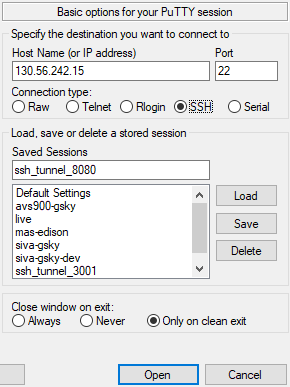 Basic options for your PuTTY session
Specify the destination you want to connect to
Host Name (or IP address) Port
130.56.242.15 22
Connection type:
Raw Telnet Rlogin SSH Serial
Load, save or delete a stored session
Saved Sessions
ssh_tunnel_8080
Default Settings
avs900-gsky
live
mas-edison
siva-gsky
siva-gsky-dev
ssh_tunnel_3001
Load
Save
Delete
Close window on exit:
Always Never Only on clean exit
Open Cancel